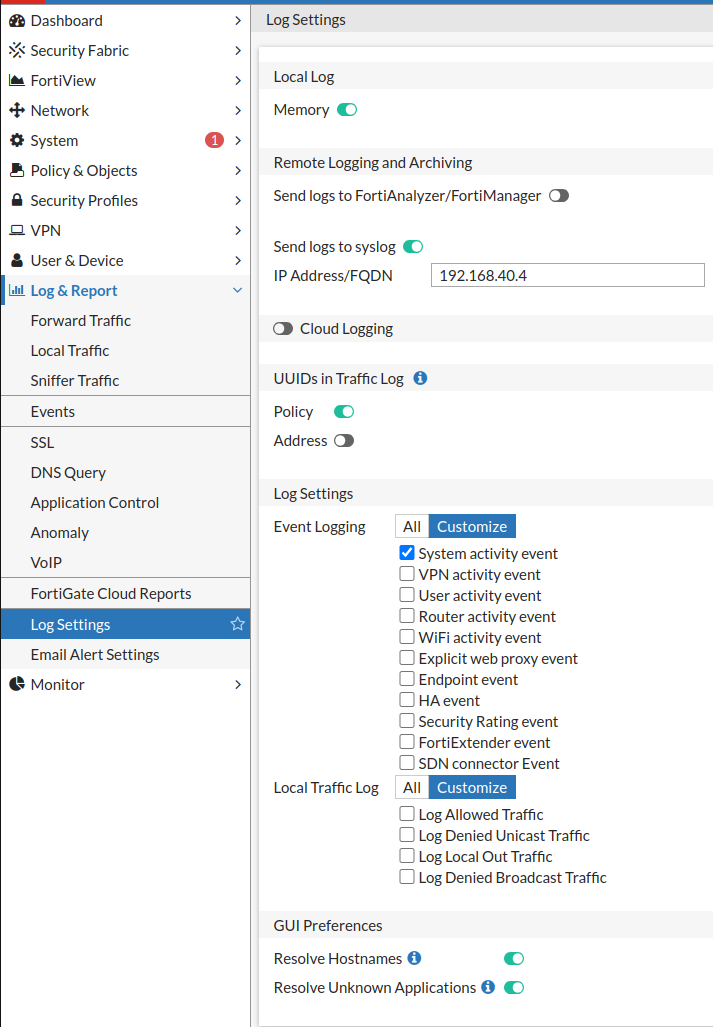 Dashboard
Security Fabric
FortiView
Network
System 1
Policy & Objects
Security Profiles
VPN
User & Device
Log & Report
Forward Traffic
Local Traffic
Sniffer Traffic
Events
SSL
DNS Query
Application Control
Anomaly
VoIP
FortiGate Cloud Reports
Log Settings
Email Alert Settings
Monitor
Log Settings
Local Log
Memory
Remote Logging and Archiving
Send logs to FortiAnalyzer/FortiManager
Send logs to syslog
IP Address/FQDN 192.168.40.4
Cloud Logging
UUIDs in Traffic Log
Policy
Address
Log Settings
Event Logging All Customize
System activity event
VPN activity event
User activity event
Router activity event
WiFi activity event
Explicit web proxy event
Endpoint event
HA event
Security Rating event
FortiExtender event
SDN connector Event
Local Traffic Log All Customize
Log Allowed Traffic
Log Denied Unicast Traffic
Log Local Out Traffic
Log Denied Broadcast Traffic
GUI Preferences
Resolve Hostnames
Resolve Unknown Applications